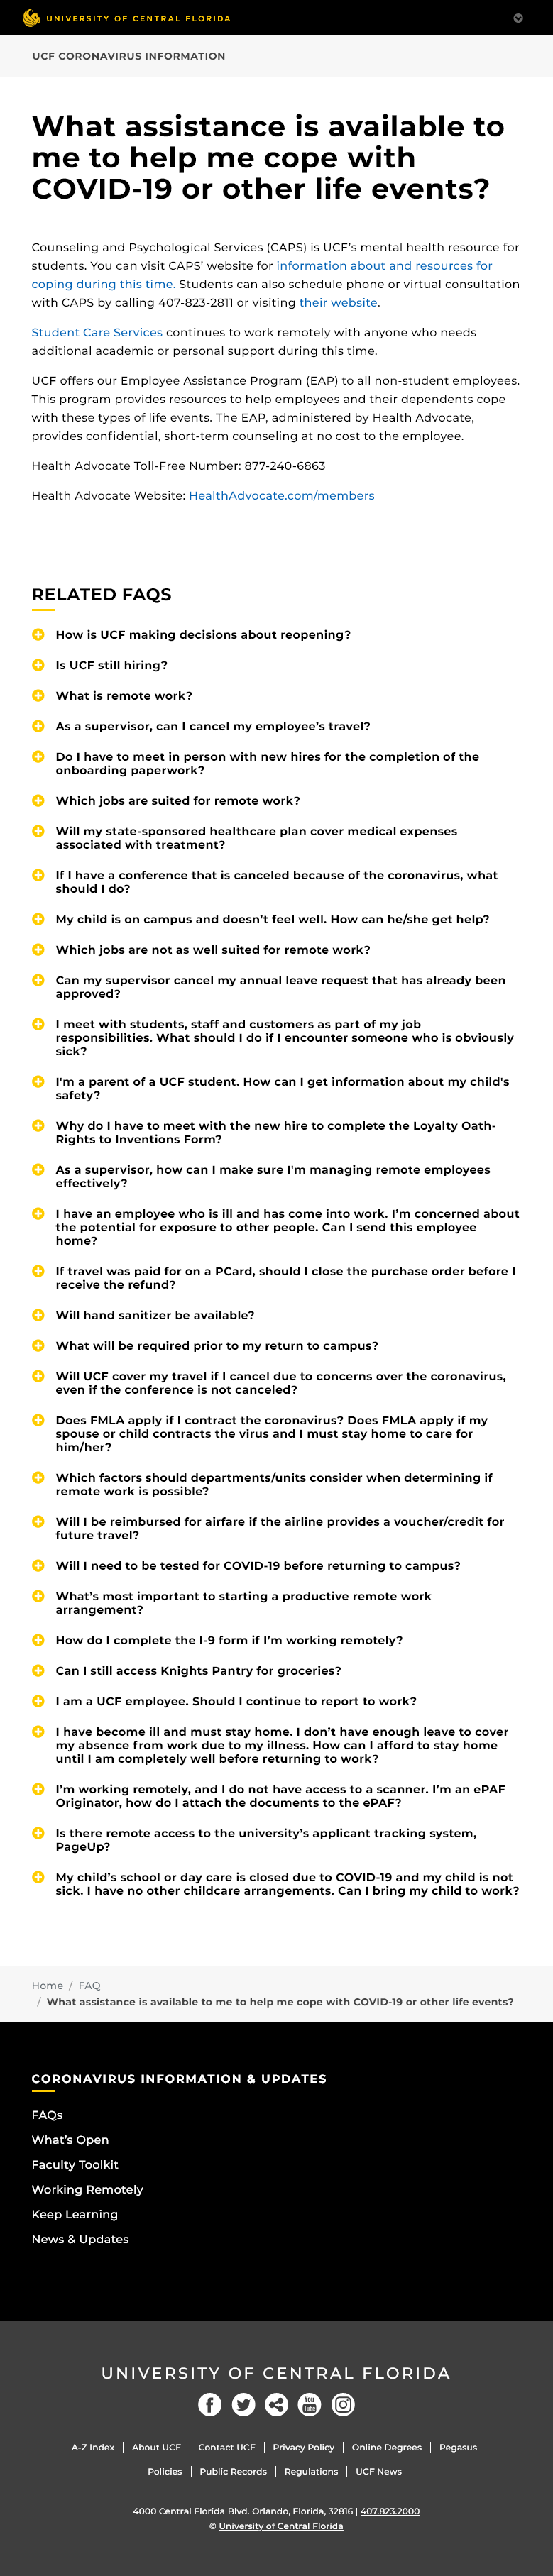 UNIVERSITY OF CENTRAL FLORIDA
UCF CORONAVIRUS INFORMATION
What assistance is available to
me to help me cope with
COVID-19 or other life events?
Counseling and Psychological Services (CAPS) is UCF's mental health resource for
students. You can visit CAPS' website for information about and resources for
coping during this time. Students can also schedule phone or virtual consultation
with CAPS by calling 407-823-2811 or visiting their website.
Student Care Services continues to work remotely with anyone who needs
additional academic or personal support during this time.
UCF offers our Employee Assistance Program (EAP) to all non-student employees.
This program provides resources to help employees and their dependents cope
with these types of life events. The EAP, administered by Health Advocate,
provides confidential, short-term counseling at no cost to the employee.
Health Advocate Toll-Free Number: 877-240-6863
Health Advocate Website: HealthAdvocate.com/members
RELATED FAQS
How is UCF making decisions about reopening?
Is UCF still hiring?
What is remote work?
As a supervisor, can I cancel my employee's travel?
Do I have to meet in person with new hires for the completion of the
onboarding paperwork?
Which jobs are suited for remote work?
Will my state-sponsored healthcare plan cover medical expenses
associated with treatment?
If I have a conference that is canceled because of the coronavirus, what
should I do?
My child is on campus and doesn't feel well. How can he/she get help?
Which jobs are not as well suited for remote work?
Can my supervisor cancel my annual leave request that has already been
approved?
I meet with students, staff and customers as part of my job
responsibilities. What should I do if I encounter someone who is obviously
sick?
I'm a parent of a UCF student. How can I get information about my child's
safety?
Why do I have to meet with the new hire to complete the Loyalty Oath-
Rights to Inventions Form?
As a supervisor, how can I make sure I'm managing remote employees
effectively?
I have an employee who is ill and has come into work. I'm concerned about
the potential for exposure to other people. Can I send this employee
home?
If travel was paid for on a PCard, should I close the purchase order before I
receive the refund?
Will hand sanitizer be available?
What will be required prior to my return to campus?
Will UCF cover my travel if I cancel due to concerns over the coronavirus,
even if the conference is not canceled?
Does FMLA apply if I contract the coronavirus? Does FMLA apply if my
spouse or child contracts the virus and I must stay home to care for
him/her?
Which factors should departments/units consider when determining if
remote work is possible?
Will I be reimbursed for airfare if the airline provides a voucher/credit for
future travel?
Will I need to be tested for COVID-19 before returning to campus?
What's most important to starting a productive remote work
arrangement?
How do I complete the I-9 form if I'm working remotely?
Can I still access Knights Pantry for groceries?
I am a UCF employee. Should I continue to report to work?
I have become ill and must stay home. I don't have enough leave to cover
my absence from work due to my illness. How can I afford to stay home
until I am completely well before returning to work?
I'm working remotely, and I do not have access to a scanner. I'm an ePAF
Originator, how do I attach the documents to the ePAF?
Is there remote access to the university's applicant tracking system,
PageUp?
My child's school or day care is closed due to COVID-19 and my child is not
sick. I have no other childcare arrangements. Can I bring my child to work?
Home / FAQ
/ What assistance is available to me to help me cope with COVID-19 or other life events?
CORONAVIRUS INFORMATION & UPDATES
FAQs
What's Open
Faculty Toolkit
Working Remotely
Keep Learning
News & Updates
UNIVERSITY OF CENTRAL FLORIDA
You Tube
A-Z Index | About UCF | Contact UCF | Privacy Policy | Online Degrees | Pegasus |
Policies | Public Records | Regulations | UCF News
4000 Central Florida Blvd. Orlando, Florida, 32816 | 407.823.2000
© University of Central Florida